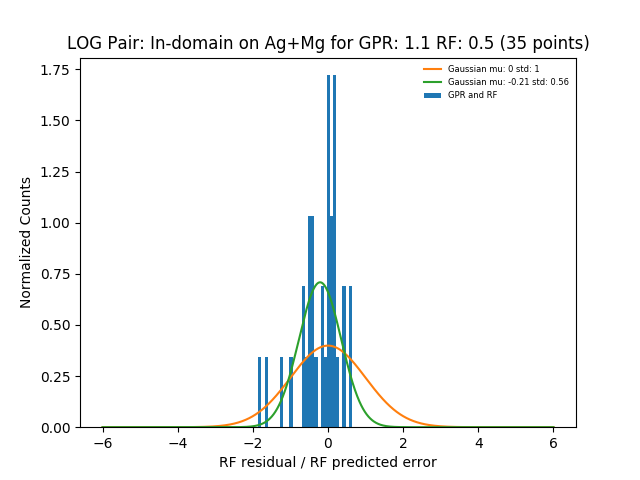 LOG Pair: In-domain on Ag+Mg for GPR: 1.1 RF: 0.5 (35 points)
Gaussian mu: 0 std: 1
Gaussian mu: -0.21 std: 0.56
GPR and RF
Normalized Counts
1.75
1.50
1.25
1.00
0.75
0.50
0.25
0.00
−6 −4 −2 0 2 4 6
RF residual / RF predicted error